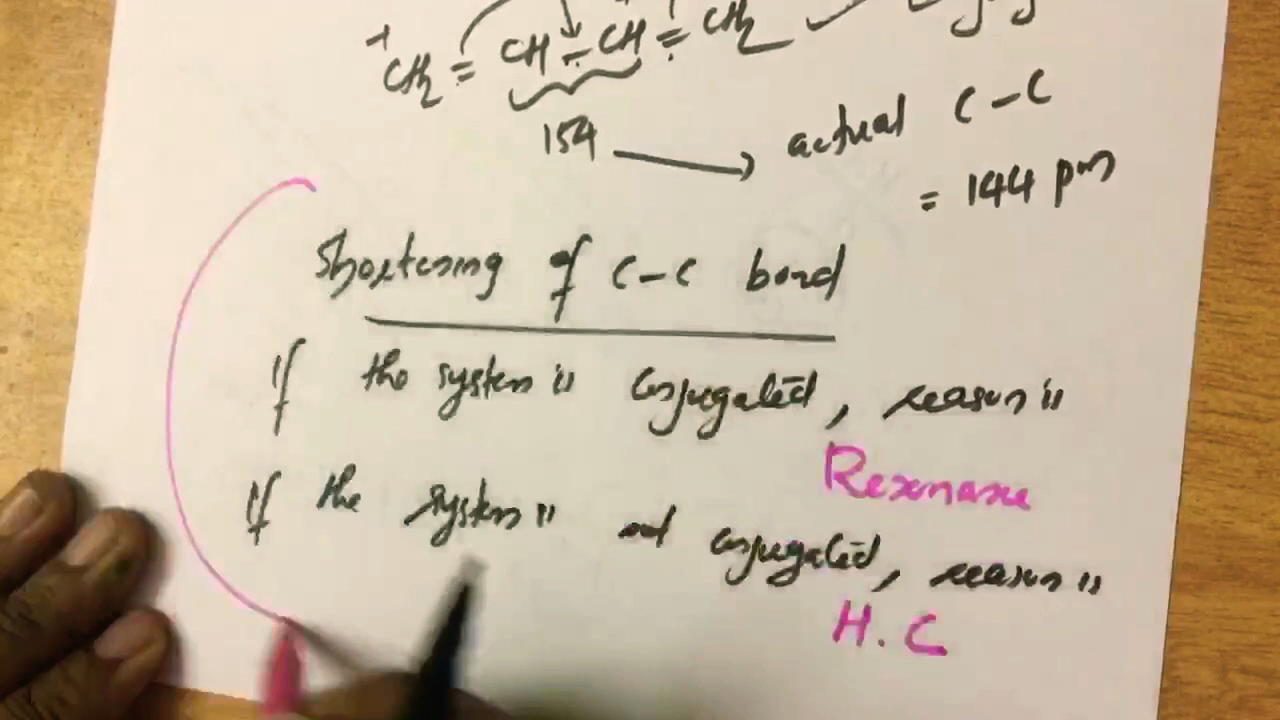 CH2 = CH - CH = CH2
154 → actual C-C
= 144 pm
Shortening of C-C bond
If the system is conjugated, reason is
Resonance
If the system is not conjugated, reason is
H.C